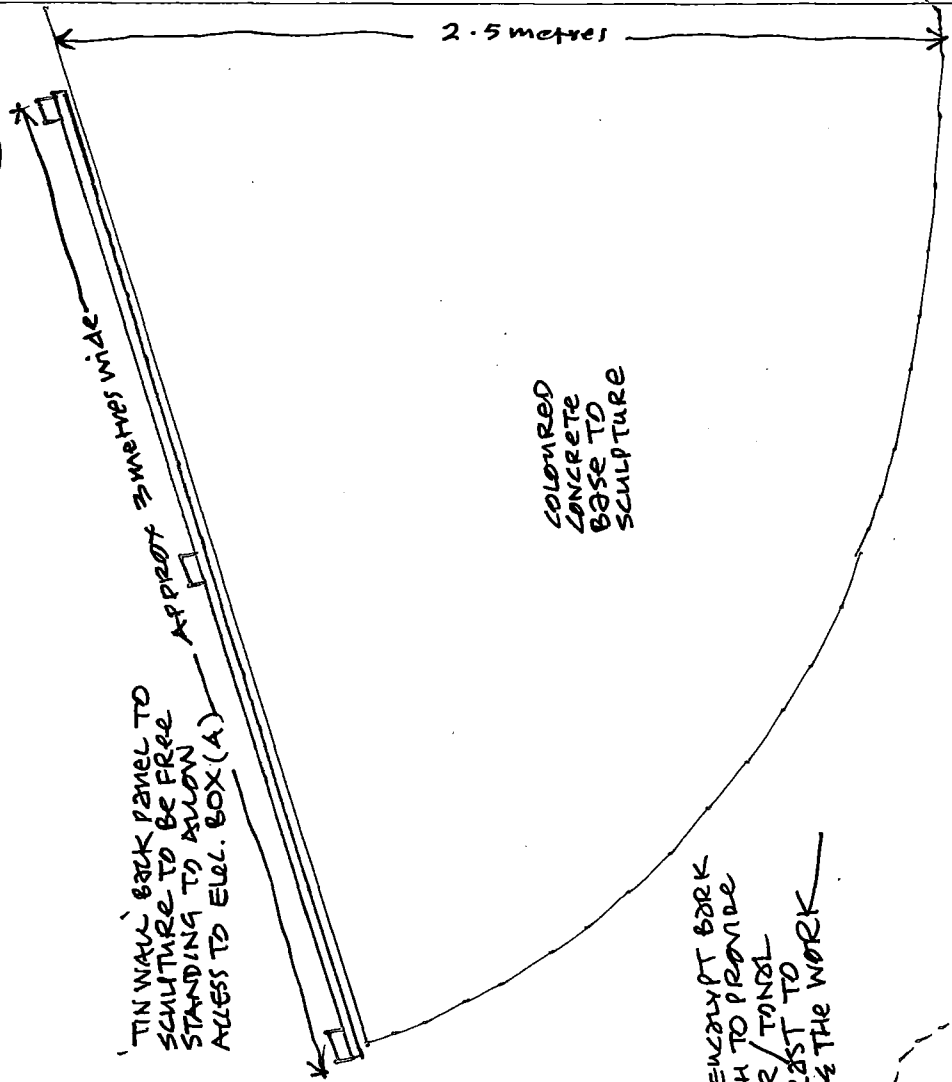 2.5 metres
APPROX 3 metres wide
COLOURED
CONCRETE
BASE TO
SCULPTURE
'TIN WALL' BACK PANEL TO
SCULPTURE TO BE FREE
STANDING TO ALLOW
ACCESS TO ELEC. BOX (A)
EUCALYPT BARK
TO PROVIDE
TONAL
TO
THE WORK